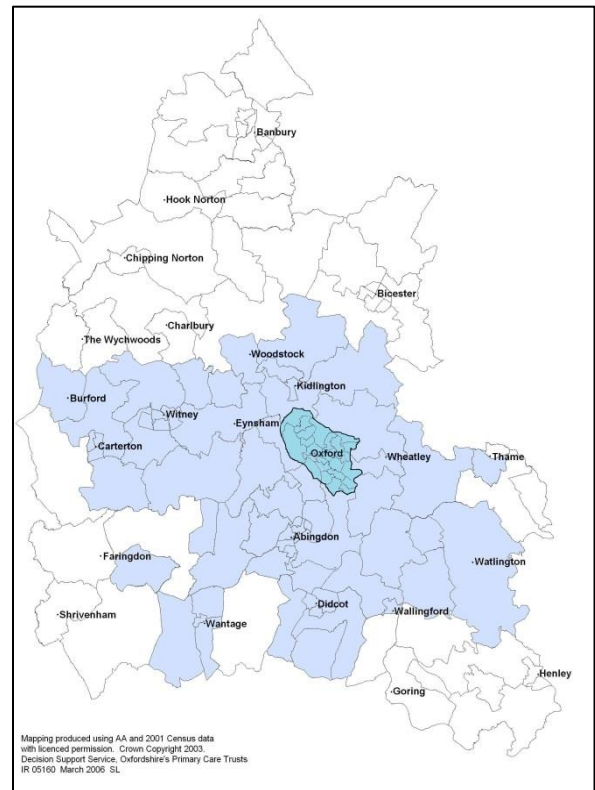 Banbury
Hook Norton
Chipping Norton
Bicester
Charlbury
The Wychwoods
Woodstock
Kidlington
Burford
Witney
Eynsham
Carterton
Oxford
Wheatley
Thame
Abingdon
Faringdon
Watlington
Didcot
Wallingford
Shrivenham
Wantage
Henley
Goring
Mapping produced using AA and 2001 Census data
with licenced permission. Crown Copyright 2003.
Decision Support Service, Oxfordshire's Primary Care Trusts
IR 05160 March 2006 SL